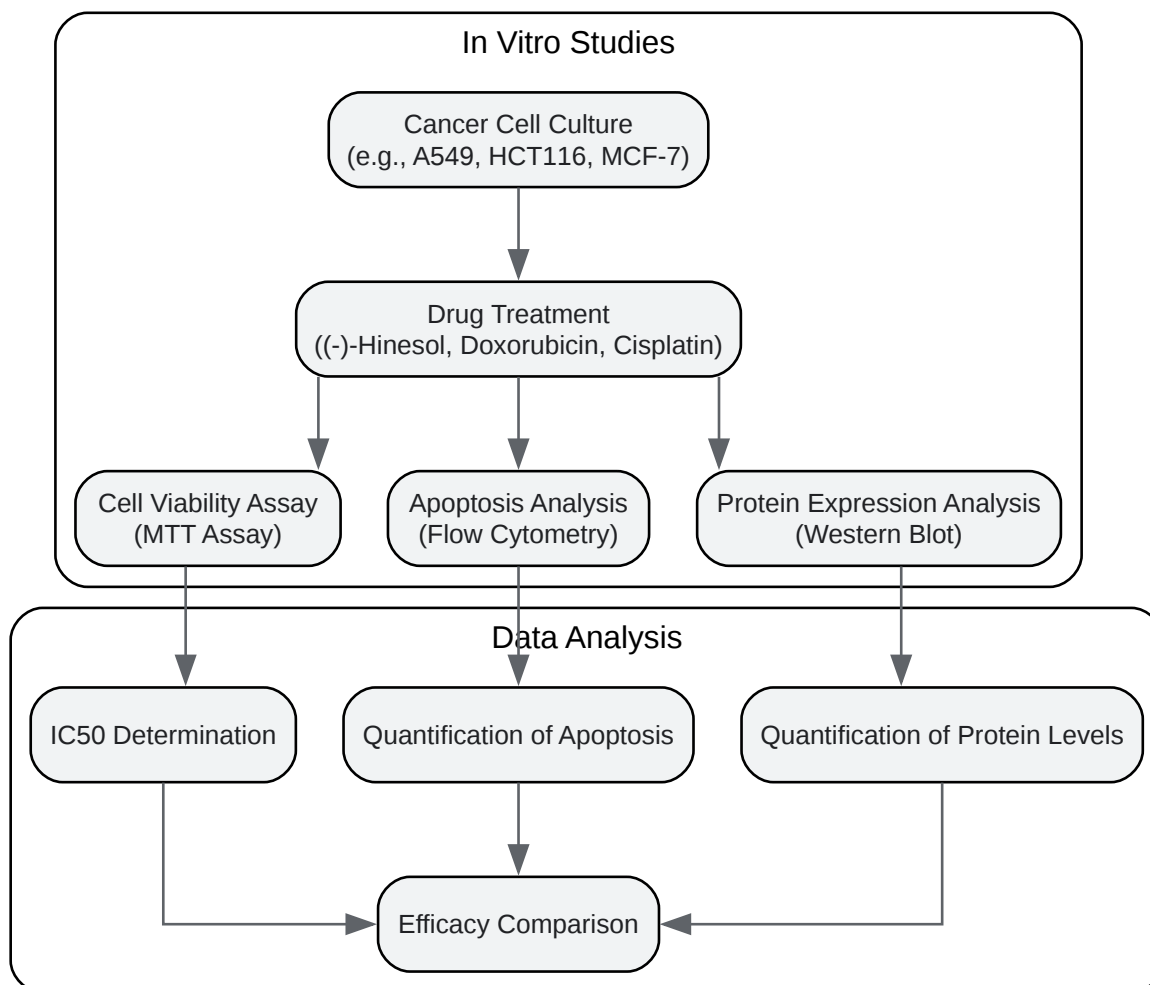 In Vitro Studies
Cancer Cell Culture
(e.g., A549, HCT116, MCF-7)
Drug Treatment
((-)-Hinesol, Doxorubicin, Cisplatin)
Cell Viability Assay
(MTT Assay)
Apoptosis Analysis
(Flow Cytometry)
Protein Expression Analysis
(Western Blot)
Data Analysis
IC50 Determination
Quantification of Apoptosis
Quantification of Protein Levels
Efficacy Comparison